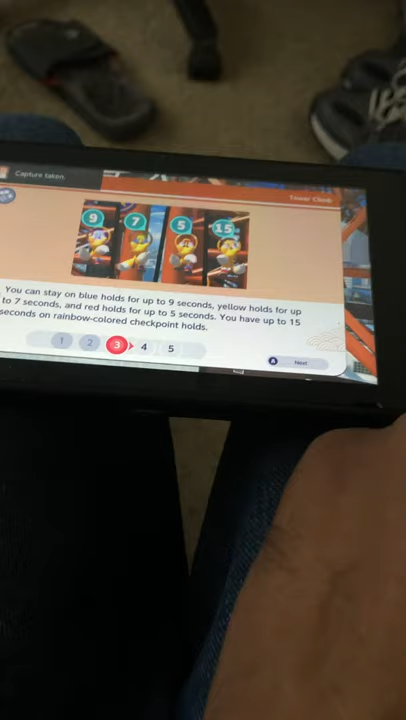 Capture taken.
Tower Climb
9
7
5
15
You can stay on blue holds for up to 9 seconds, yellow holds for up
to 7 seconds, and red holds for up to 5 seconds. You have up to 15
seconds on rainbow-colored checkpoint holds.
1 2 3 4 5
A Next